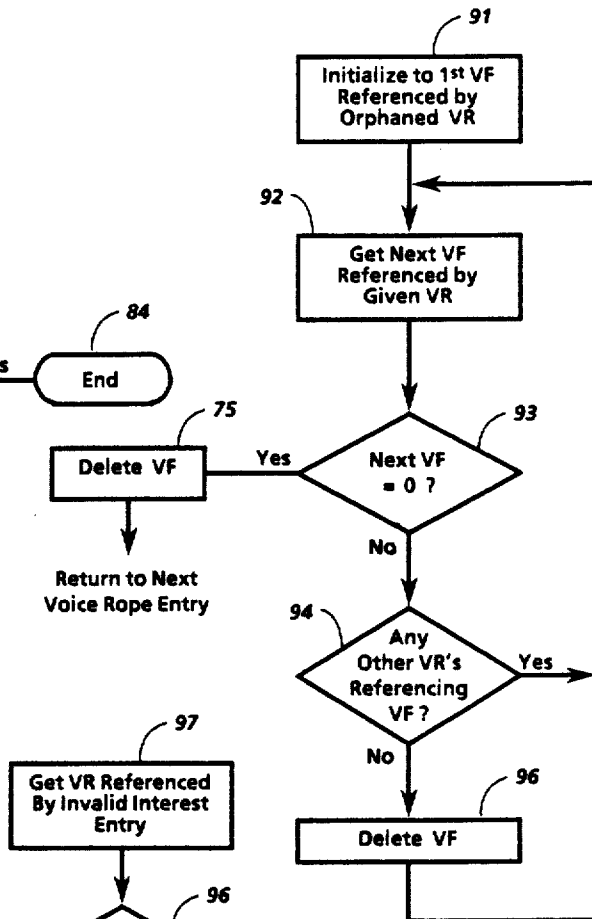 91
Initialize to 1st VF
Referenced by
Orphaned VR
92
Get Next VF
Referenced by
Given VR
84
s
End
75
93
Delete VF
Yes
Next VF
= 0 ?
No
Return to Next
Voice Rope Entry
94
Any
Other VR's
Referencing
VF ?
Yes
No
97
Get VR Referenced
By Invalid Interest
Entry
96
Delete VF
96